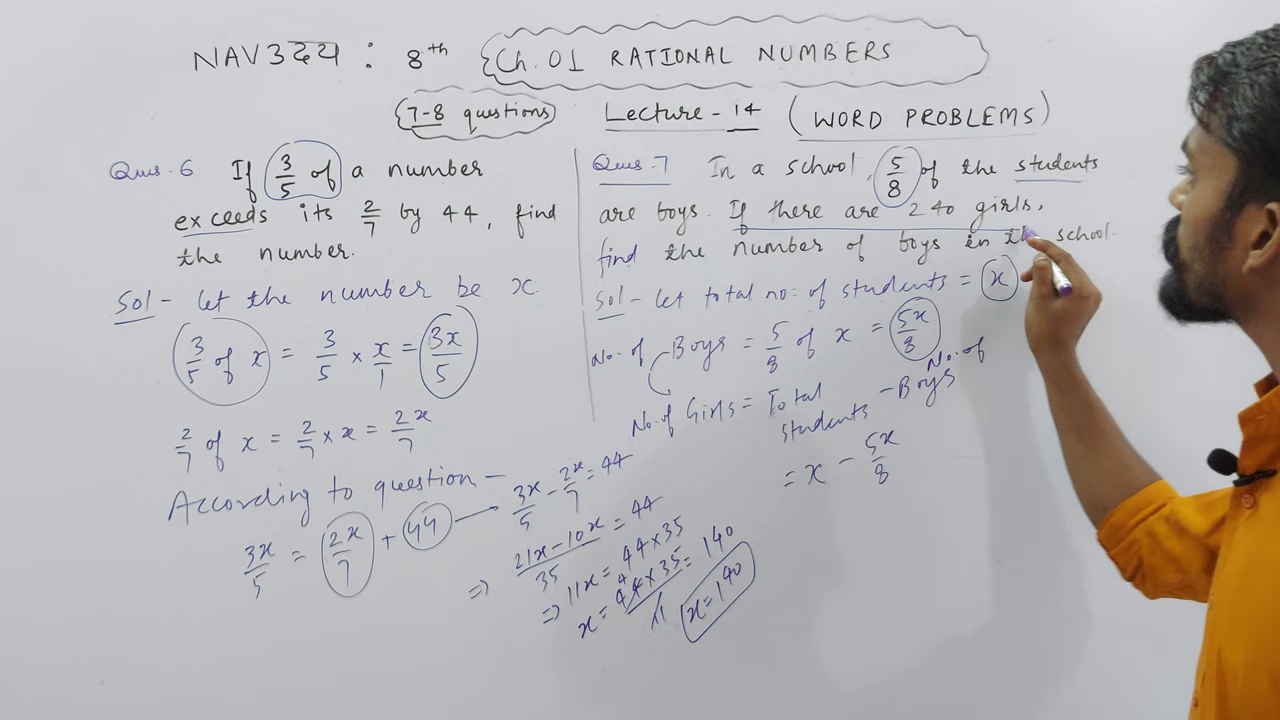 NAV3दय : 8th Ch. 01 RATIONAL NUMBERS
7-8 questions Lecture - 14 (WORD PROBLEMS)
Ques. 6 If 3/5 of a number
exceeds its 2/7 by 44, find
the number.
Sol - let the number be x.
3/5 of x = 3/5 × x/1 = 3x/5
2/7 of x = 2/7 × x = 2x/7
According to question -
3x/5 = 2x/7 + 44
3x/5 - 2x/7 = 44
⇒ 21x - 10x/35 = 44
⇒ 11x = 44 × 35
x = 44 × 35/11 = 140
x = 140
Ques. 7 In a school, 5/8 of the students
are boys. If there are 240 girls,
find the number of boys in the school.
Sol - let total no. of students = x
No. of Boys = 5/8 of x = 5x/8
No. of Girls = Total students - No. of Boys
= x - 5x/8